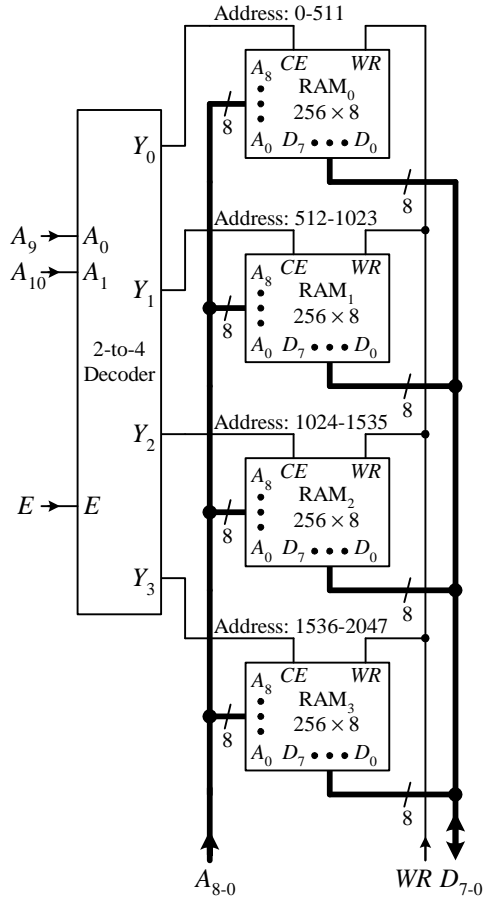 Address: 0-511
A8 CE WR
RAM0
8 256 × 8
A0 D7 D0
Y0
8
A9 A0
Address: 512-1023
A10 A1
Y1
A8 CE WR
RAM1
8 256 × 8
A0 D7 D0
2-to-4
Decoder
8
Address: 1024-1535
Y2
A8 CE WR
RAM2
8 256 × 8
E E
A0 D7 D0
Y3
8
Address: 1536-2047
A8 CE WR
RAM3
8 256 × 8
A0 D7 D0
8
A8-0 WR D7-0